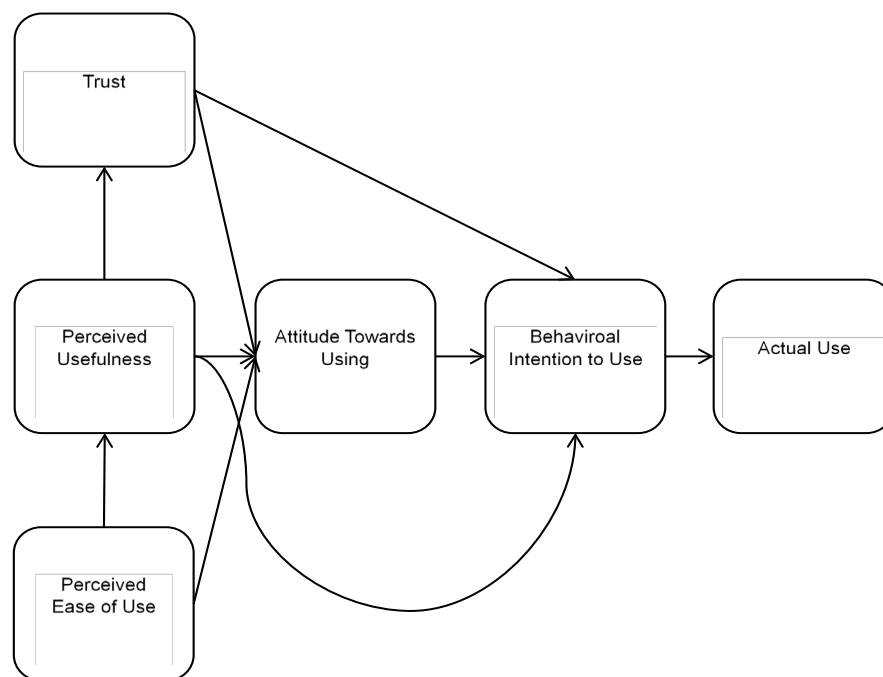 Trust
Perceived
Usefulness
Attitude Towards
Using
Behaviroal
Intention to Use
Actual Use
Perceived
Ease of Use